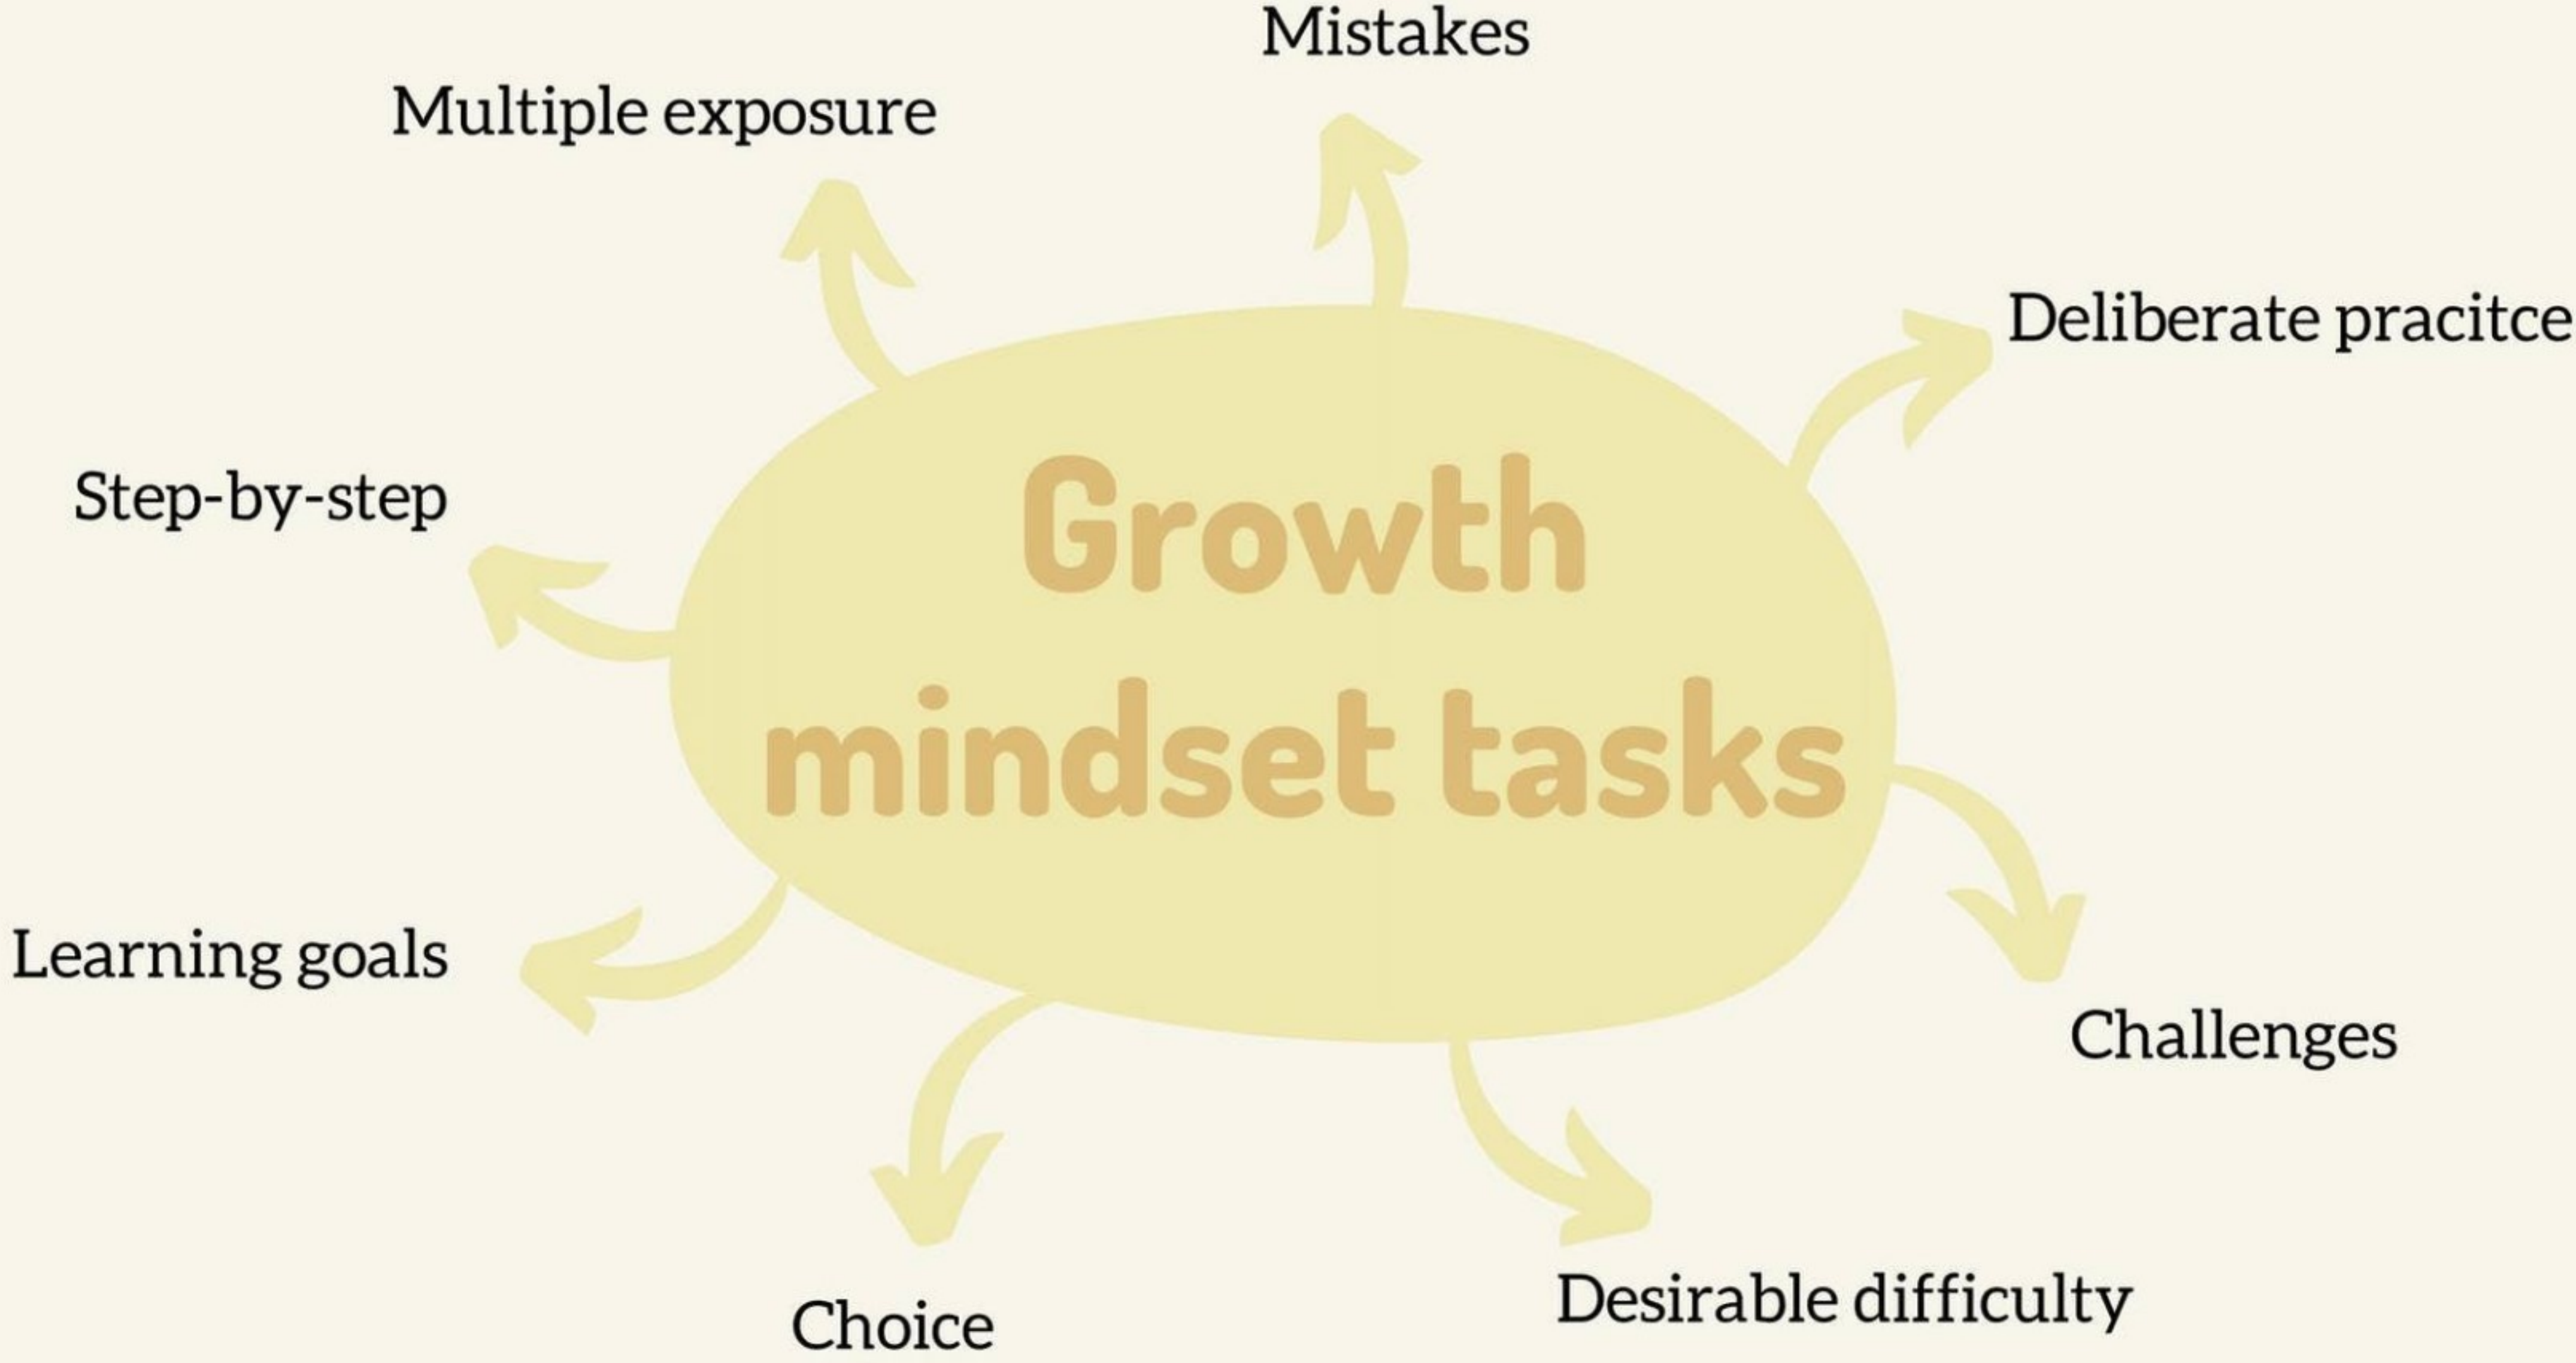 Mistakes
Multiple exposure
Deliberate pracitce
Step-by-step
Growth
mindset tasks
Learning goals
Challenges
Desirable difficulty
Choice